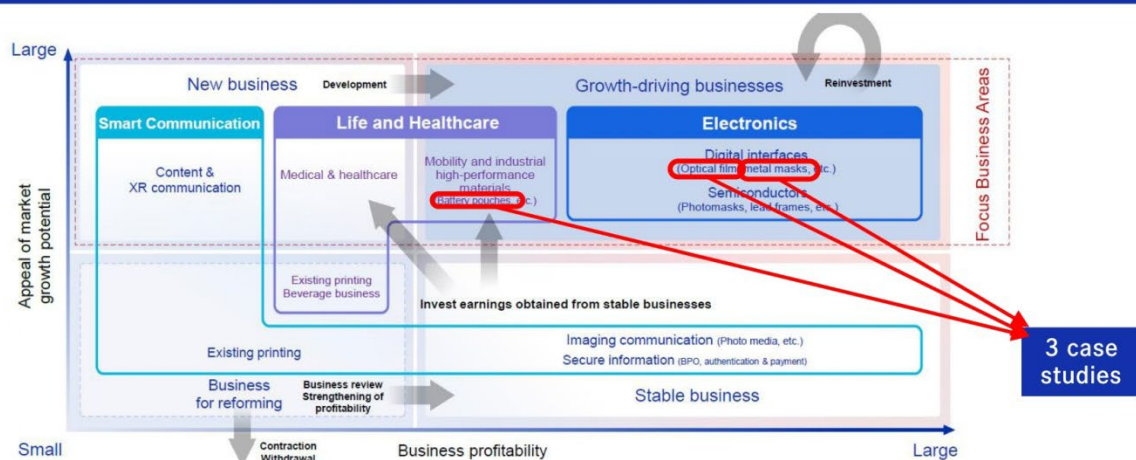 Large
New business
Development
Growth-driving businesses
Reinvestment
Smart Communication
Life and Healthcare
Electronics
Content &
XR communication
Medical & healthcare
Mobility and industrial
high-performance
materials
(Battery pouches, etc.)
Digital interfaces
(Optical film, metal masks, etc.)
Semiconductors
(Photomasks, lead frames, etc.)
Focus Business Areas
Appeal of market
growth potential
Existing printing
Beverage business
Invest earnings obtained from stable businesses
Imaging communication (Photo media, etc.)
Secure information (BPO, authentication & payment)
Existing printing
3 case
studies
Business
for reforming
Business review
Strengthening of
profitability
Stable business
Small
Contraction
Withdrawal
Business profitability
Large